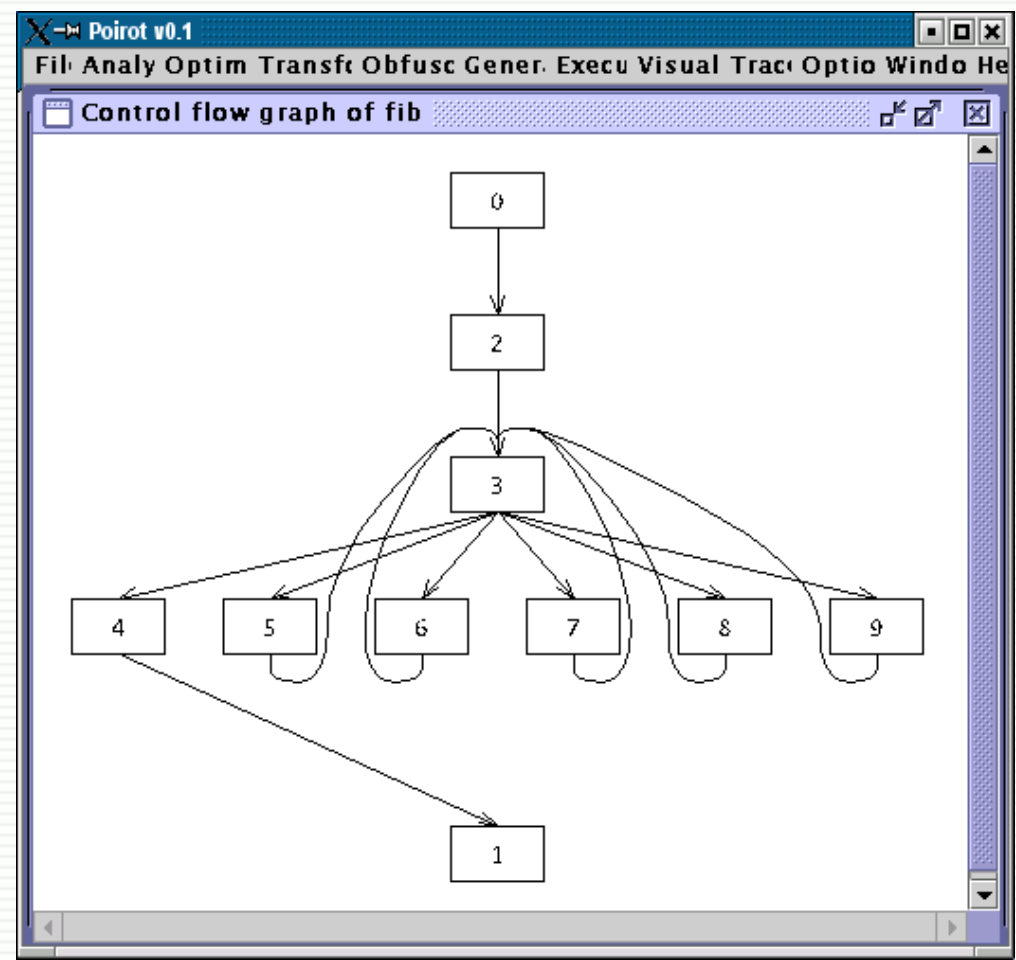 Poirot v0.1
Fil Analy Optim Transfc Obfusc Gener. Execu Visual Trac Optio Windo He
Control flow graph of fib
0
2
3
4 5 6 7 8 9
1